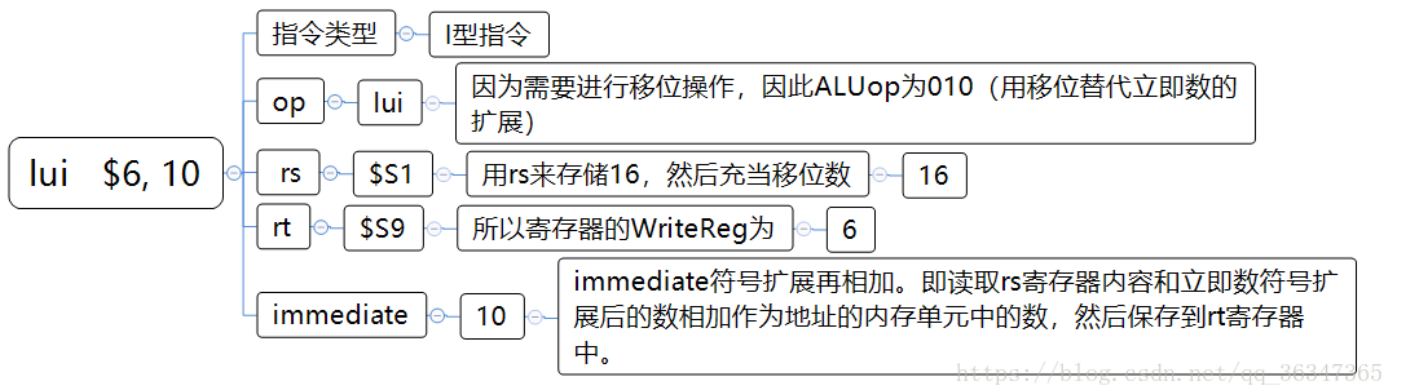 指令类型
I型指令
op
lui
因为需要进行移位操作，因此ALUop为010（用移位替代立即数的
扩展）
lui $6, 10
rs
$S1
用rs来存储16，然后充当移位数
16
rt
$S9
所以寄存器的WriteReg为
6
immediate
10
immediate符号扩展再相加。即读取rs寄存器内容和立即数符号扩
展后的数相加作为地址的内存单元中的数，然后保存到rt寄存器
中。
https://blog.csdn.net/qq_36347365